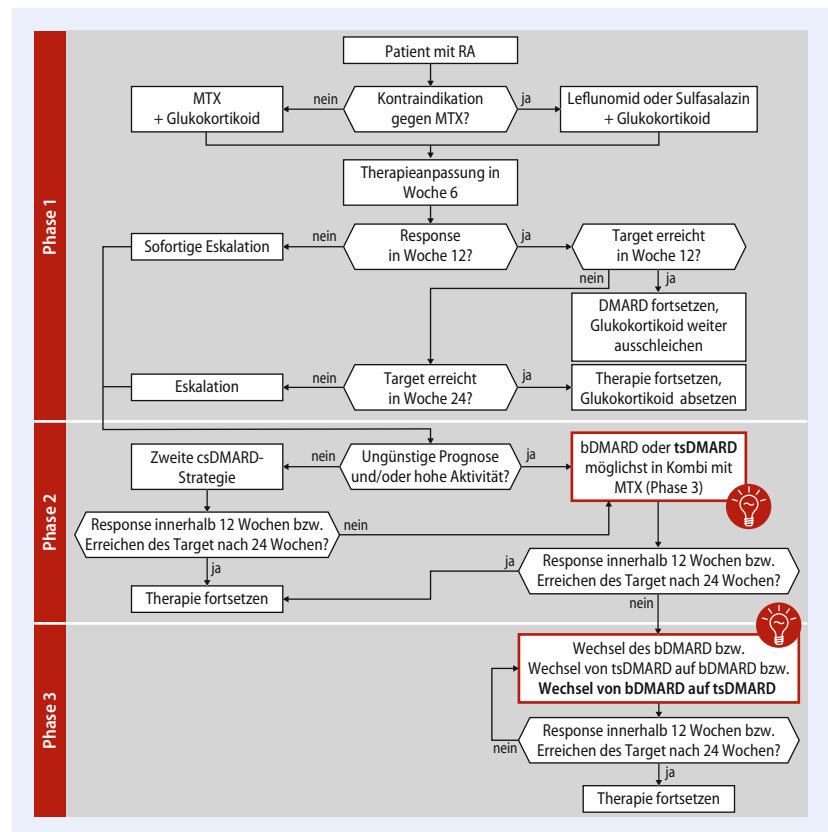 Phase 1
Patient mit RA
MTX
+ Glukokortikoid
nein
Kontraindikation
gegen MTX?
ja
Leflunomid oder Sulfasalazin
+ Glukokortikoid
Therapieanpassung in
Woche 6
Sofortige Eskalation
nein
Response
in Woche 12?
ja
Target erreicht
in Woche 12?
nein
ja
DMARD fortsetzen,
Glukokortikoid weiter
ausschleichen
Eskalation
nein
Target erreicht
in Woche 24?
ja
Therapie fortsetzen,
Glukokortikoid absetzen
Phase 2
Zweite csDMARD-
Strategie
nein
Ungünstige Prognose
und/oder hohe Aktivität?
ja
bDMARD oder tsDMARD
möglichst in Kombi mit
MTX (Phase 3)
Response innerhalb 12 Wochen bzw.
Erreichen des Target nach 24 Wochen?
nein
ja
Therapie fortsetzen
ja
Response innerhalb 12 Wochen bzw.
Erreichen des Target nach 24 Wochen?
nein
Phase 3
Wechsel des bDMARD bzw.
Wechsel von tsDMARD auf bDMARD bzw.
Wechsel von bDMARD auf tsDMARD
Response innerhalb 12 Wochen bzw.
Erreichen des Target nach 24 Wochen?
nein
ja
Therapie fortsetzen